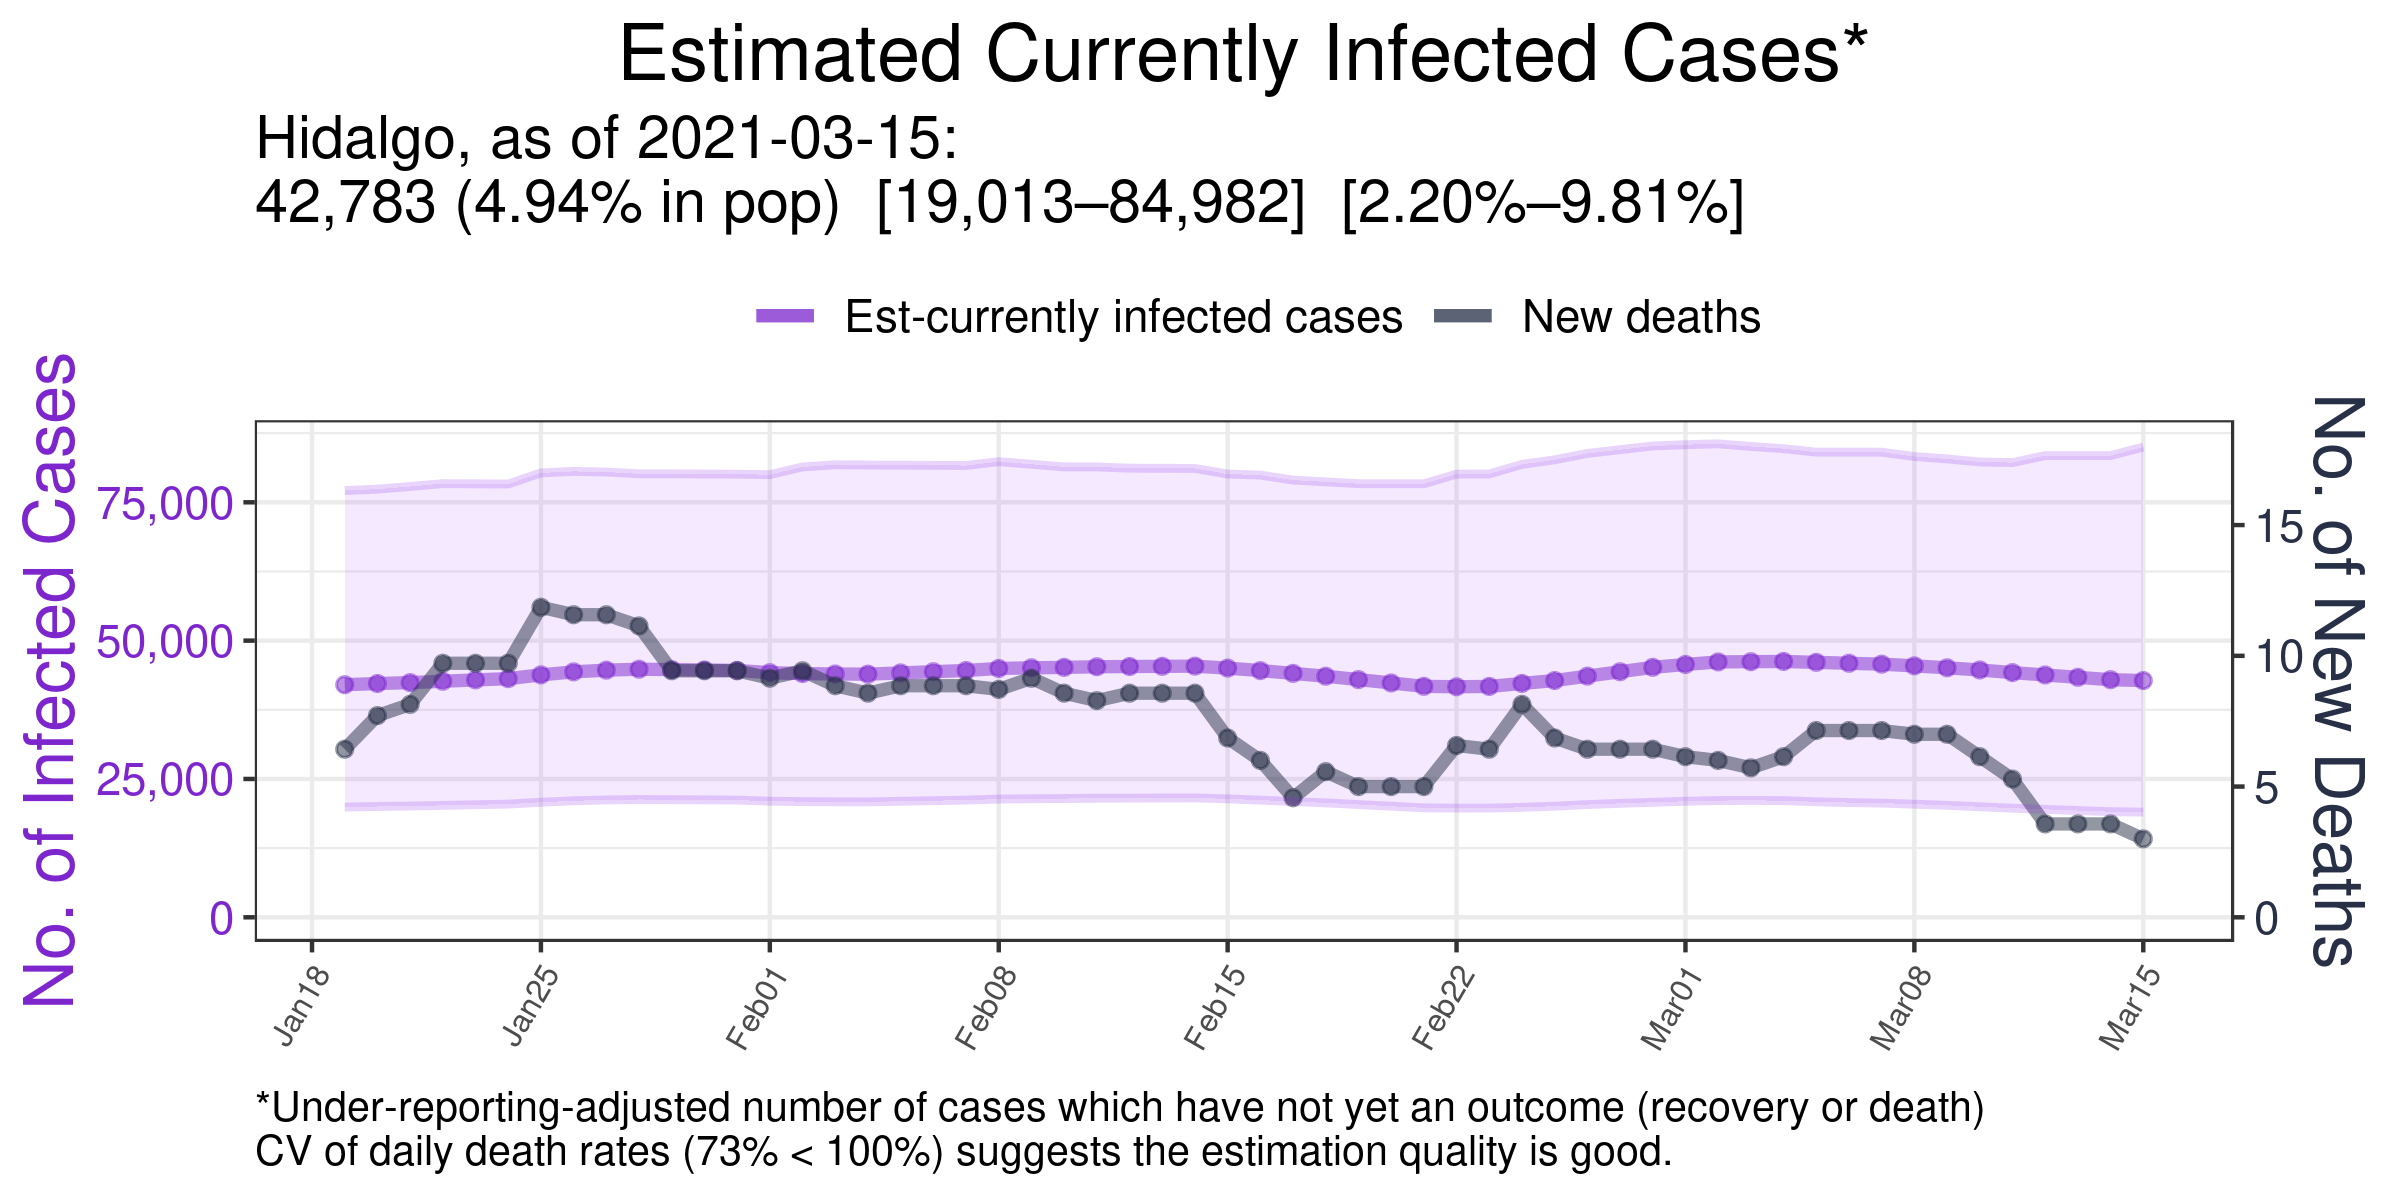 Estimated Currently Infected Cases*
Hidalgo, as of 2021-03-15:
42,783 (4.94% in pop)  [19,013–84,982]  [2.20%–9.81%]
Est-currently infected cases
New deaths
No. of Infected Cases
75,000
50,000
25,000
0
No. of New Deaths
15
10
5
0
Jan18
Jan25
Feb01
Feb08
Feb15
Feb22
Mar01
Mar08
Mar15
*Under-reporting-adjusted number of cases which have not yet an outcome (recovery or death)
CV of daily death rates (73% < 100%) suggests the estimation quality is good.